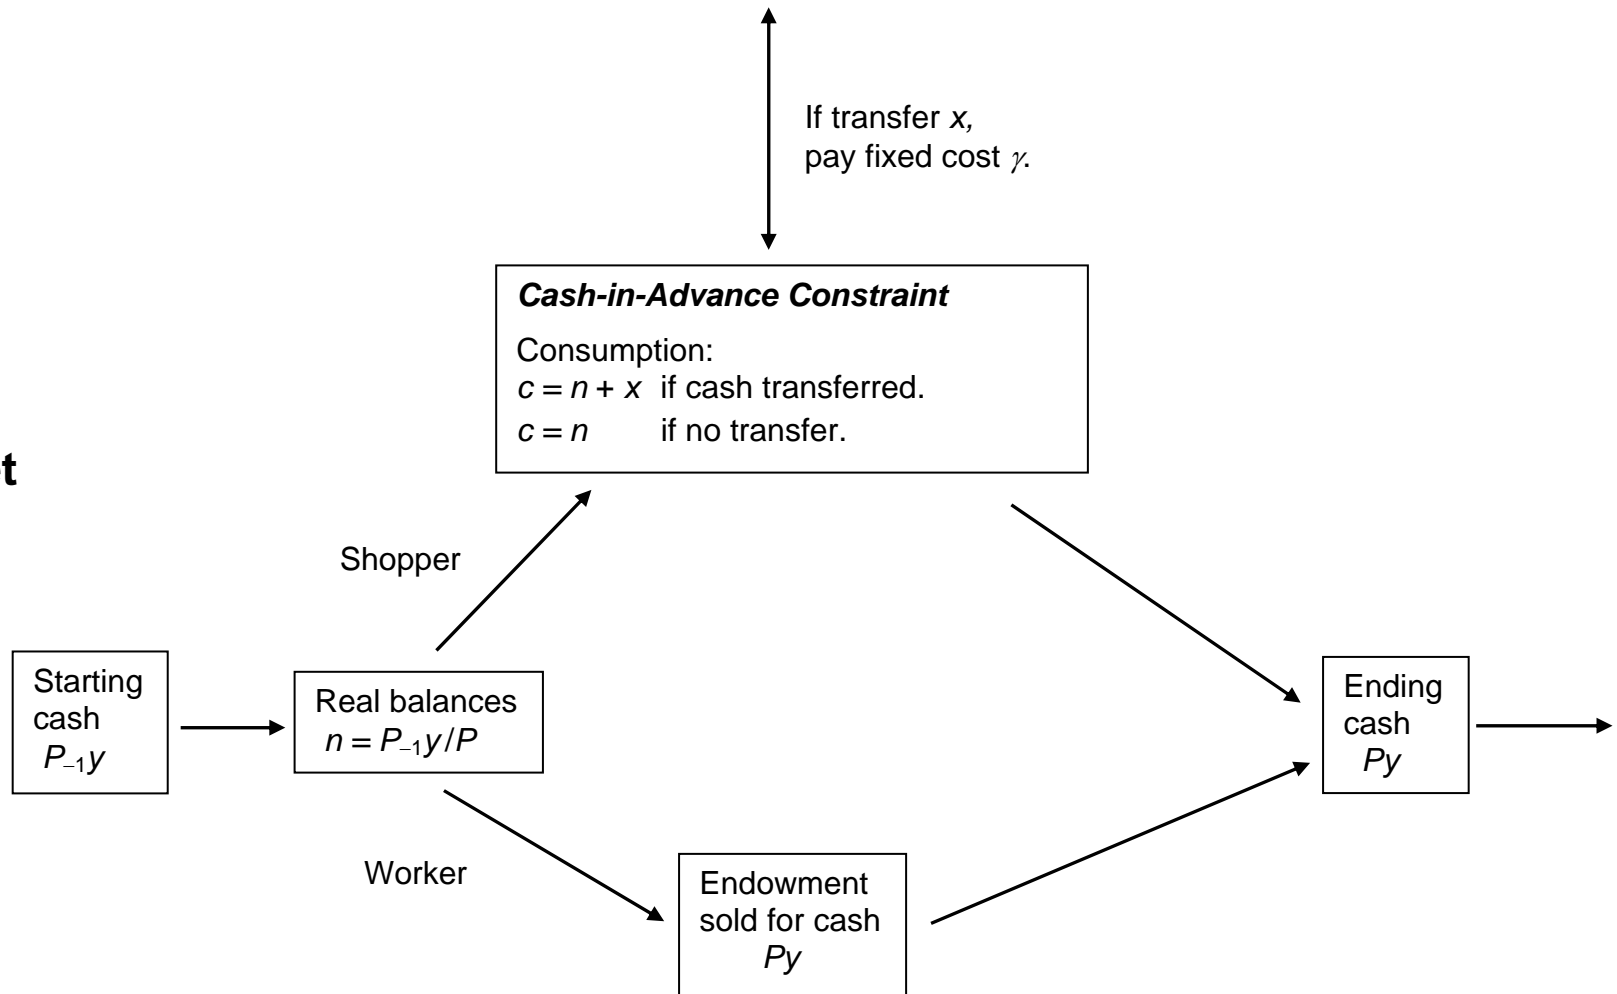 If transfer x,
pay fixed cost γ.
Cash-in-Advance Constraint
Consumption:
c = n + x if cash transferred.
c = n if no transfer.
Shopper
Starting
cash
P₋₁y
Real balances
n = P₋₁y/P
Worker
Endowment
sold for cash
Py
Ending
cash
Py